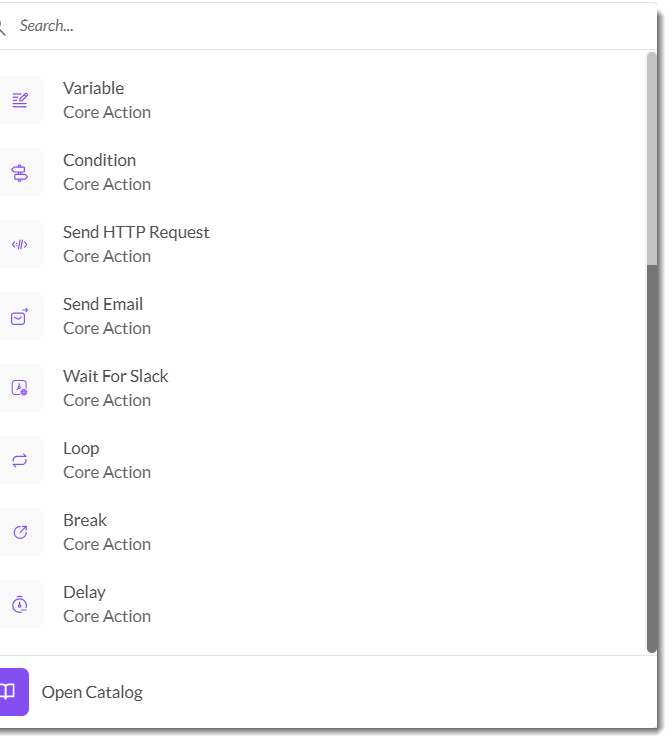 Search...
Variable
Core Action
Condition
Core Action
Send HTTP Request
Core Action
Send Email
Core Action
Wait For Slack
Core Action
Loop
Core Action
Break
Core Action
Delay
Core Action
Open Catalog